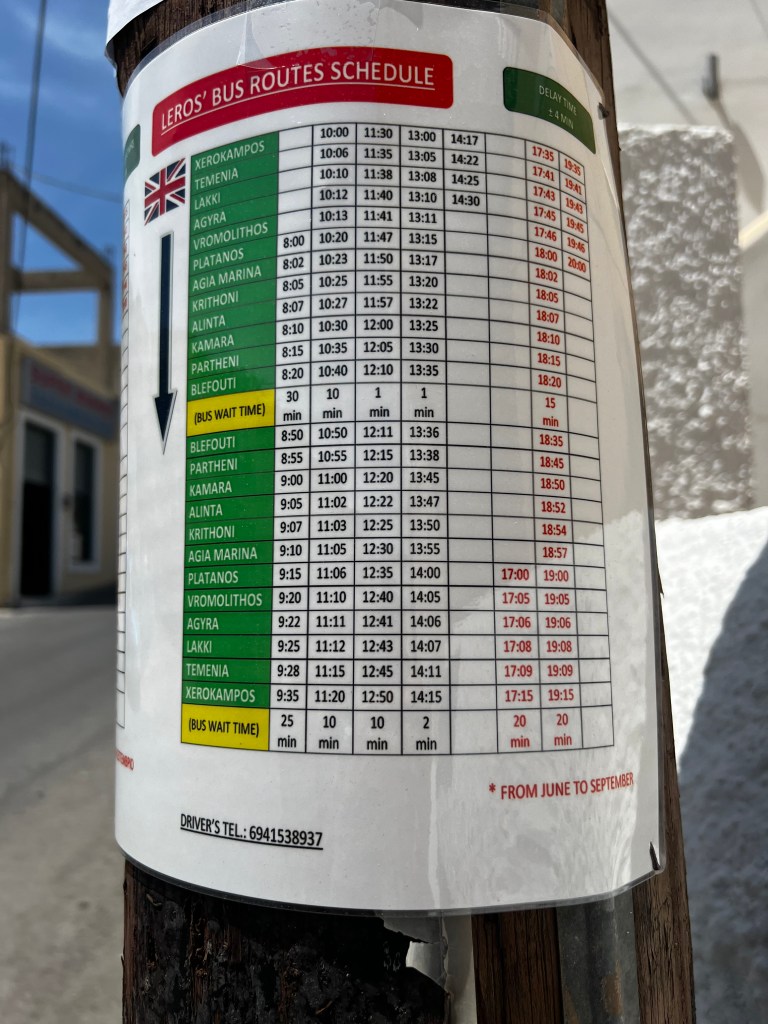 LEROS' BUS ROUTES SCHEDULE
DELAY TIME
± 4 MIN
XEROKAMPOS 10:00 11:30 13:00 14:17 17:35 19:35
TEMENIA 10:06 11:35 13:05 14:22 17:41 19:41
LAKKI 10:10 11:38 13:08 14:25 17:43 19:43
AGYRA 10:12 11:40 13:10 14:30 17:45 19:45
VROMOLITHOS 10:13 11:41 13:11 17:46 19:46
PLATANOS 8:00 10:20 11:47 13:15 18:00 20:00
AGIA MARINA 8:02 10:23 11:50 13:17 18:02
KRITHONI 8:05 10:25 11:55 13:20 18:05
ALINTA 8:07 10:27 11:57 13:22 18:07
KAMARA 8:10 10:30 12:00 13:25 18:10
PARTHENI 8:15 10:35 12:05 13:30 18:15
BLEFOUTI 8:20 10:40 12:10 13:35 18:20
(BUS WAIT TIME) 30 min 10 min 1 min 1 min 15 min
BLEFOUTI 8:50 10:50 12:11 13:36 18:35
PARTHENI 8:55 10:55 12:15 13:38 18:45
KAMARA 9:00 11:00 12:20 13:45 18:50
ALINTA 9:05 11:02 12:22 13:47 18:52
KRITHONI 9:07 11:03 12:25 13:50 18:54
AGIA MARINA 9:10 11:05 12:30 13:55 18:57
PLATANOS 9:15 11:06 12:35 14:00 17:00 19:00
VROMOLITHOS 9:20 11:10 12:40 14:05 17:05 19:05
AGYRA 9:22 11:11 12:41 14:06 17:06 19:06
LAKKI 9:25 11:12 12:43 14:07 17:08 19:08
TEMENIA 9:28 11:15 12:45 14:11 17:09 19:09
XEROKAMPOS 9:35 11:20 12:50 14:15 17:15 19:15
(BUS WAIT TIME) 25 min 10 min 10 min 2 min 20 min 20 min
* FROM JUNE TO SEPTEMBER
DRIVER'S TEL.: 6941538937